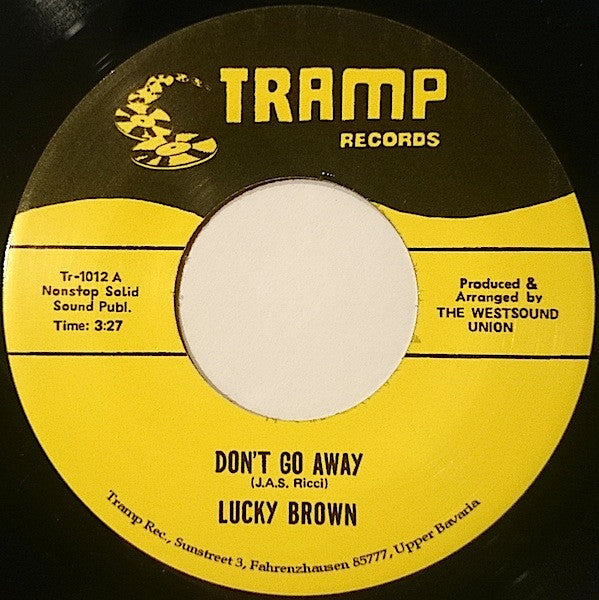 TRAMP
RECORDS
Tr-1012 A
Nonstop Solid
Sound Publ.
Time: 3:27
Produced &
Arranged by
THE WESTSOUND
UNION
DON'T GO AWAY
(J.A.S. Ricci)
LUCKY BROWN
Tramp Rec., Sunstreet 3, Fahrenzhausen 85777, Upper Bavaria